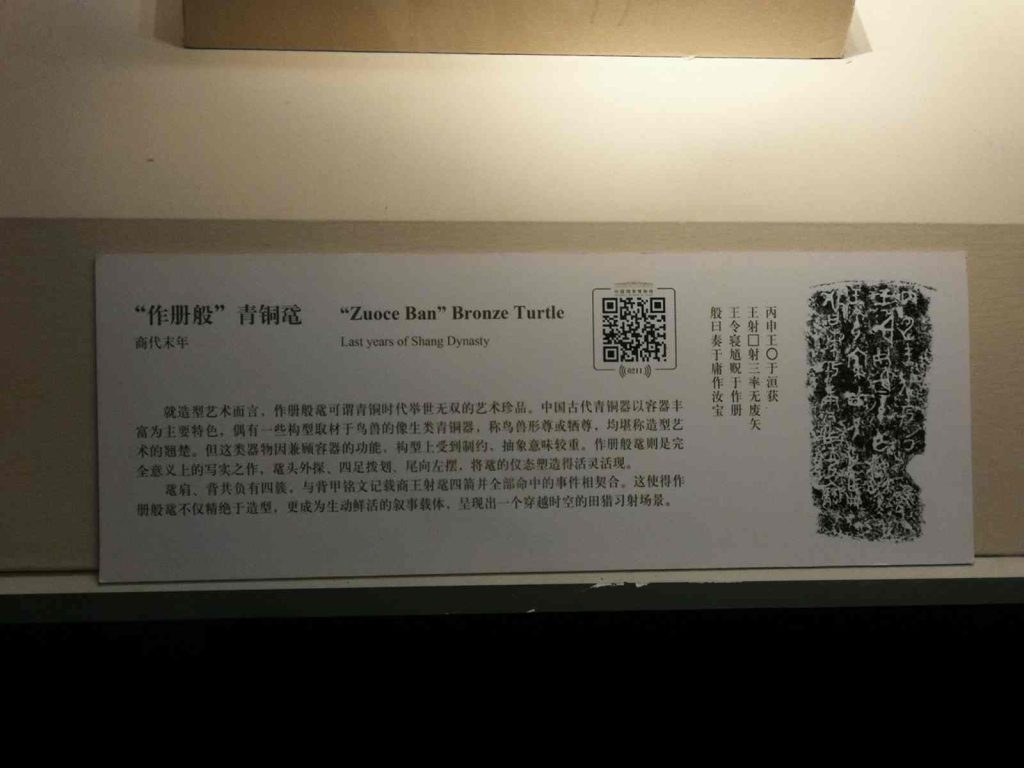 “作册般”青铜鼋
“Zuoce Ban” Bronze Turtle
商代末年
Last years of Shang Dynasty
0211
就造型艺术而言，作册般鼋可谓青铜时代举世无双的艺术珍品。中国古代青铜器以容器丰
富为主要特色，偶有一些构型取材于鸟兽的像生类青铜器，称鸟兽形尊或牺尊，均堪称造型艺
术的翘楚。但这类器物因兼顾容器的功能，构型上受到制约、抽象意味较重。作册般鼋则是完
全意义上的写实之作，鼋头外探、四足拨划、尾向左摆，将鼋的仪态塑造得活灵活现。
鼋肩、背共负有四簇，与背甲铭文记载商王射鼋四箭并全部命中的事件相契合。这使得作
册般鼋不仅精绝于造型，更成为生动鲜活的叙事载体，呈现出一个穿越时空的田猎习射场景。
丙申王〇于洹获
王射□射三率无废矢
王令寝馗贶于作册
般曰奏于庸作汝宝